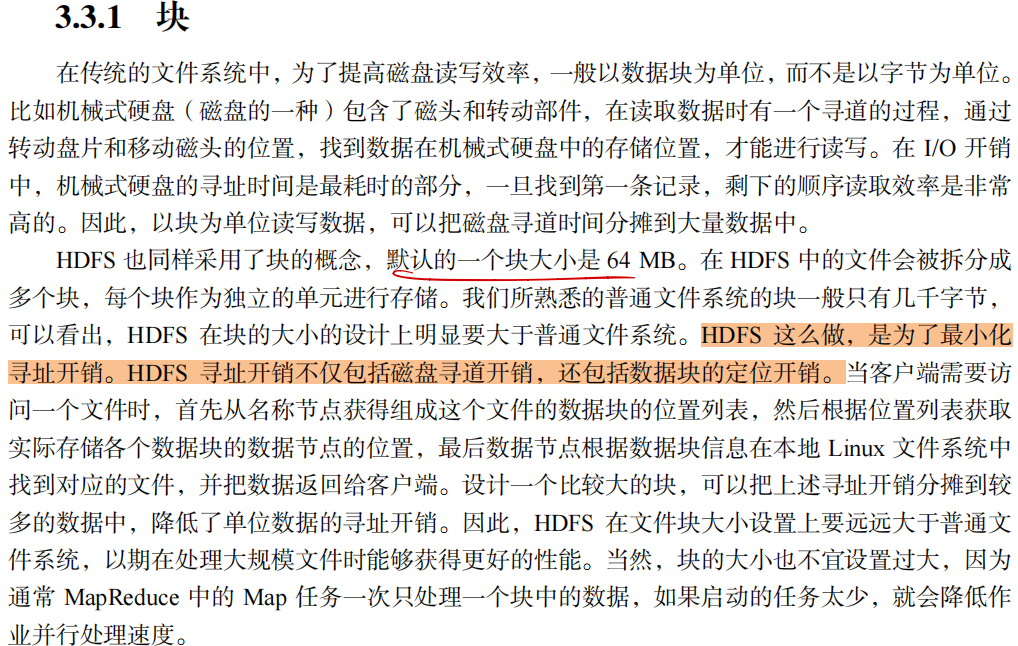 3.3.1 块
在传统的文件系统中，为了提高磁盘读写效率，一般以数据块为单位，而不是以字节为单位。
比如机械式硬盘（磁盘的一种）包含了磁头和转动部件，在读取数据时有一个寻道的过程，通过
转动盘片和移动磁头的位置，找到数据在机械式硬盘中的存储位置，才能进行读写。在 I/O 开销
中，机械式硬盘的寻址时间是最耗时的部分，一旦找到第一条记录，剩下的顺序读取效率是非常
高的。因此，以块为单位读写数据，可以把磁盘寻道时间分摊到大量数据中。
HDFS 也同样采用了块的概念，默认的一个块大小是 64 MB。在 HDFS 中的文件会被拆分成
多个块，每个块作为独立的单元进行存储。我们所熟悉的普通文件系统的块一般只有几千字节，
可以看出，HDFS 在块的大小的设计上明显要大于普通文件系统。HDFS 这么做，是为了最小化
寻址开销。HDFS 寻址开销不仅包括磁盘寻道开销，还包括数据块的定位开销。当客户端需要访
问一个文件时，首先从名称节点获得组成这个文件的数据块的位置列表，然后根据位置列表获取
实际存储各个数据块的数据节点的位置，最后数据节点根据数据块信息在本地 Linux 文件系统中
找到对应的文件，并把数据返回给客户端。设计一个比较大的块，可以把上述寻址开销分摊到较
多的数据中，降低了单位数据的寻址开销。因此，HDFS 在文件块大小设置上要远远大于普通文
件系统，以期在处理大规模文件时能够获得更好的性能。当然，块的大小也不宜设置过大，因为
通常 MapReduce 中的 Map 任务一次只处理一个块中的数据，如果启动的任务太少，就会降低作
业并行处理速度。